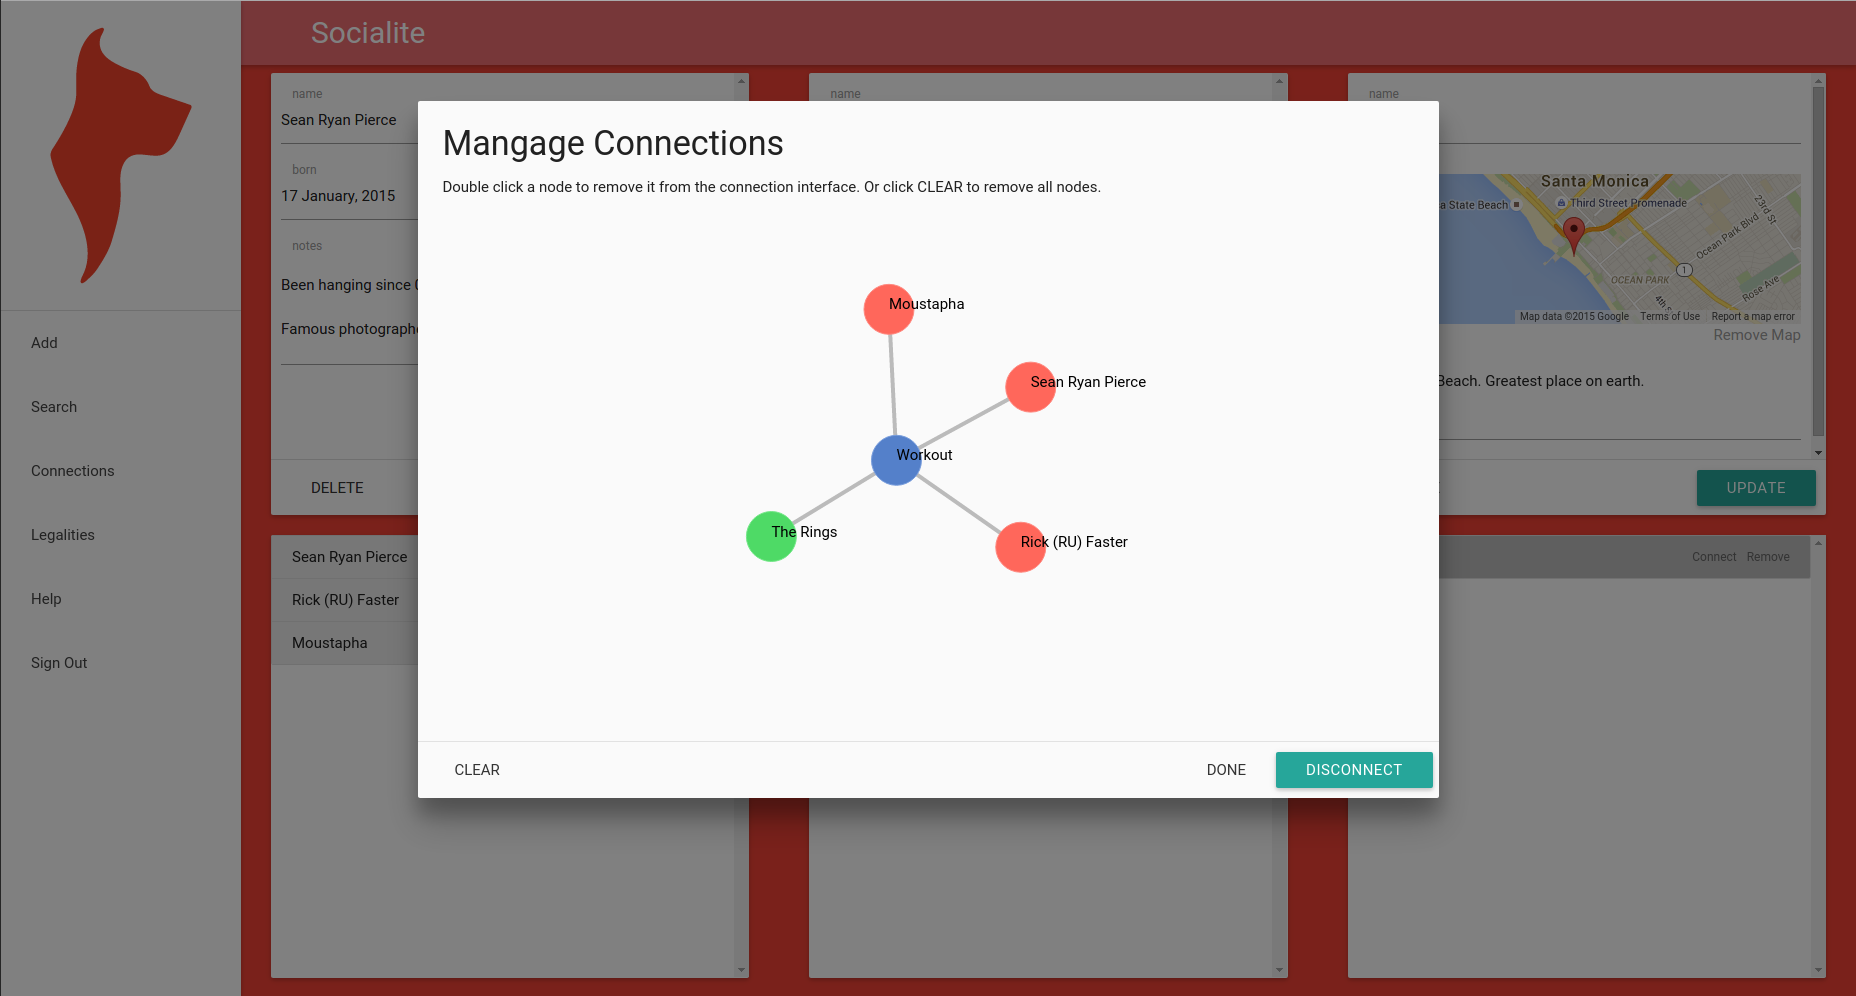 Socialite
Add
Search
Connections
Legalities
Help
Sign Out
name
Sean Ryan Pierce
born
17 January, 2015
notes
Been hanging since
Famous photograph
DELETE
Sean Ryan Pierce
Rick (RU) Faster
Moustapha
name
name
Santa Monica
a State Beach
Third Street Promenade
23rd St
Ocean Park Blvd
1
OCEAN PARK
4th S
Rose Ave
Map data ©2015 Google Terms of Use Report a map error
Remove Map
Beach. Greatest place on earth.
UPDATE
Connect Remove
Mangage Connections
Double click a node to remove it from the connection interface. Or click CLEAR to remove all nodes.
Moustapha
Sean Ryan Pierce
Workout
The Rings
Rick (RU) Faster
CLEAR
DONE
DISCONNECT